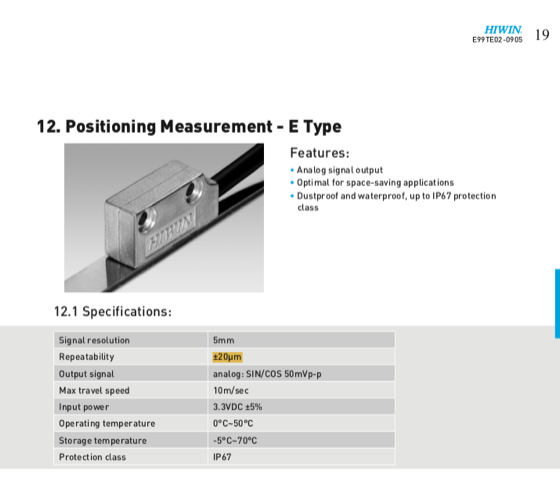 HIWIN.
E99TE02-0905
19
12. Positioning Measurement - E Type
HIWIN
Features:
• Analog signal output
• Optimal for space-saving applications
• Dustproof and waterproof, up to IP67 protection
class
12.1 Specifications:
Signal resolution 5mm
Repeatability ±20μm
Output signal analog: SIN/COS 50mVp-p
Max travel speed 10m/sec
Input power 3.3VDC ±5%
Operating temperature 0°C~50°C
Storage temperature -5°C~70°C
Protection class IP67